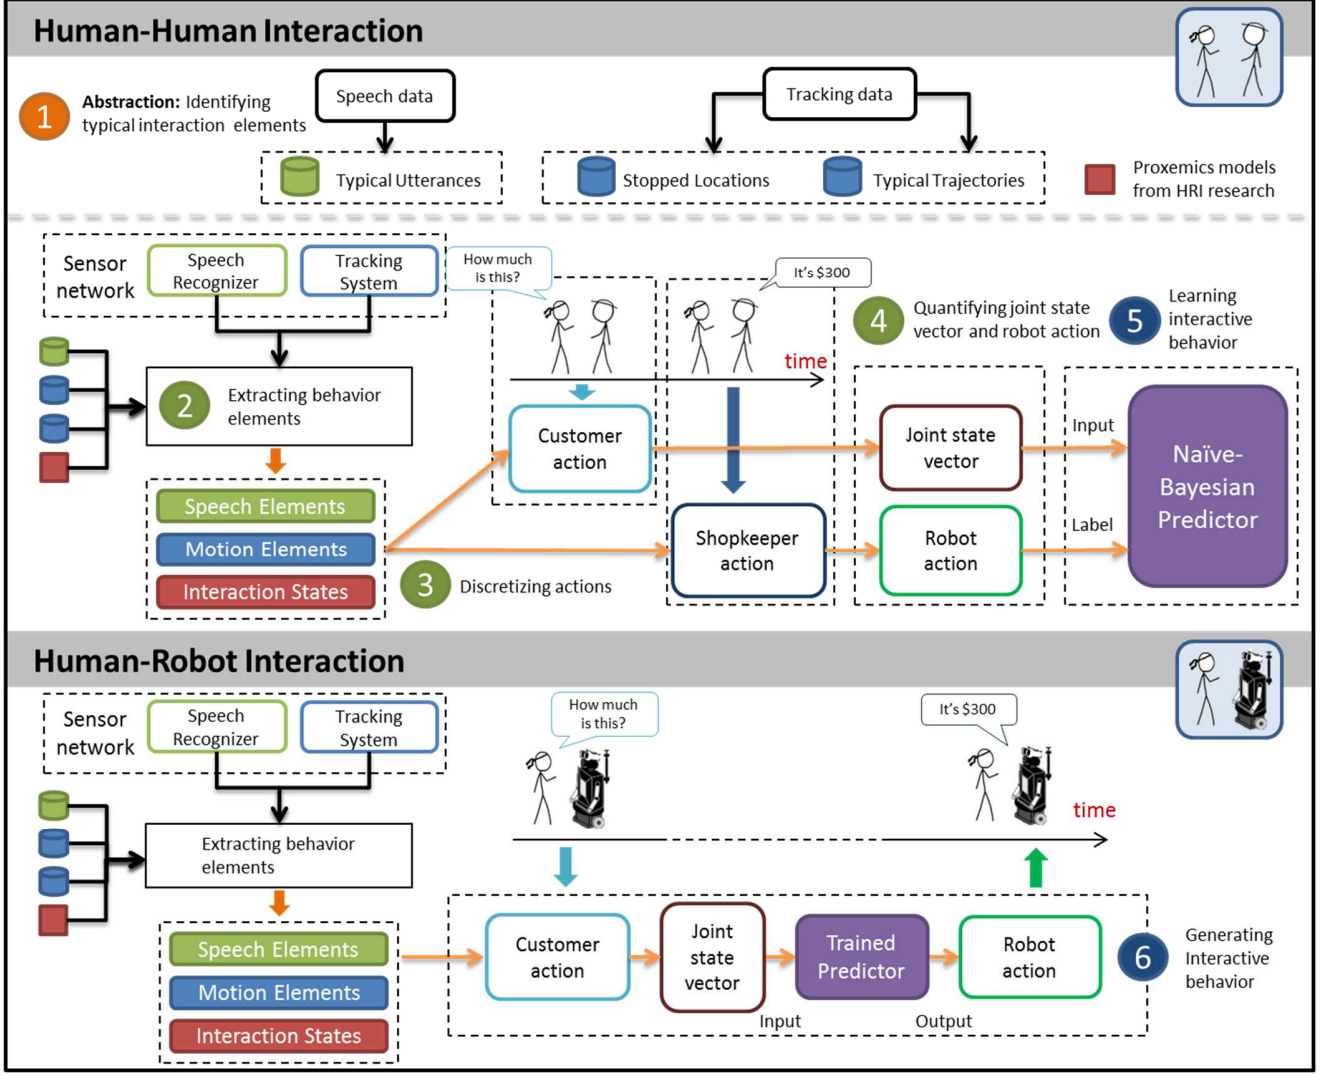 Human-Human Interaction
1
Abstraction: Identifying
typical interaction elements
Speech data
Tracking data
Typical Utterances
Stopped Locations
Typical Trajectories
Proxemics models
from HRI research
Sensor
network
Speech
Recognizer
Tracking
System
How much
is this?
It's $300
time
4
Quantifying joint state
vector and robot action
5
Learning
interactive
behavior
2
Extracting behavior
elements
Customer
action
Joint state
vector
Input
Naïve-
Bayesian
Predictor
Speech Elements
Motion Elements
Interaction States
3
Discretizing actions
Shopkeeper
action
Robot
action
Label
Human-Robot Interaction
Sensor
network
Speech
Recognizer
Tracking
System
How much
is this?
It's $300
time
Extracting behavior
elements
Speech Elements
Motion Elements
Interaction States
Customer
action
Joint
state
vector
Trained
Predictor
Robot
action
Input
Output
6
Generating
Interactive
behavior